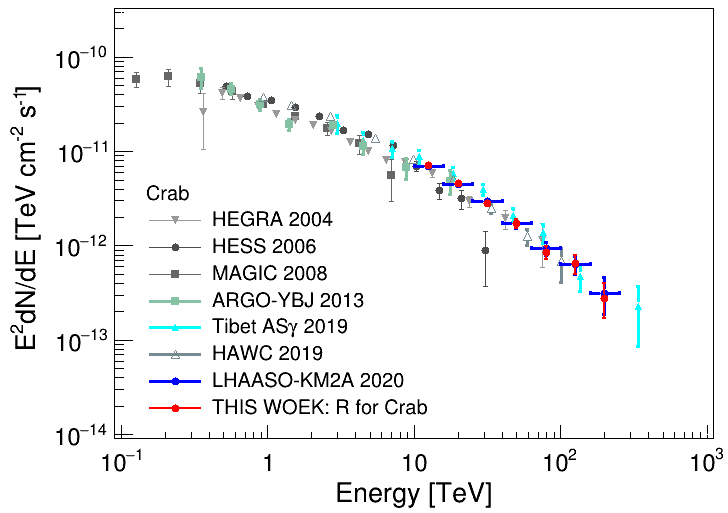 10⁻¹⁰
10⁻¹¹
10⁻¹²
10⁻¹³
10⁻¹⁴
E²dN/dE [TeV cm⁻² s⁻¹]
Crab
HEGRA 2004
HESS 2006
MAGIC 2008
ARGO-YBJ 2013
Tibet ASγ 2019
HAWC 2019
LHAASO-KM2A 2020
THIS WOEK: R for Crab
10⁻¹ 1 10 10² 10³
Energy [TeV]